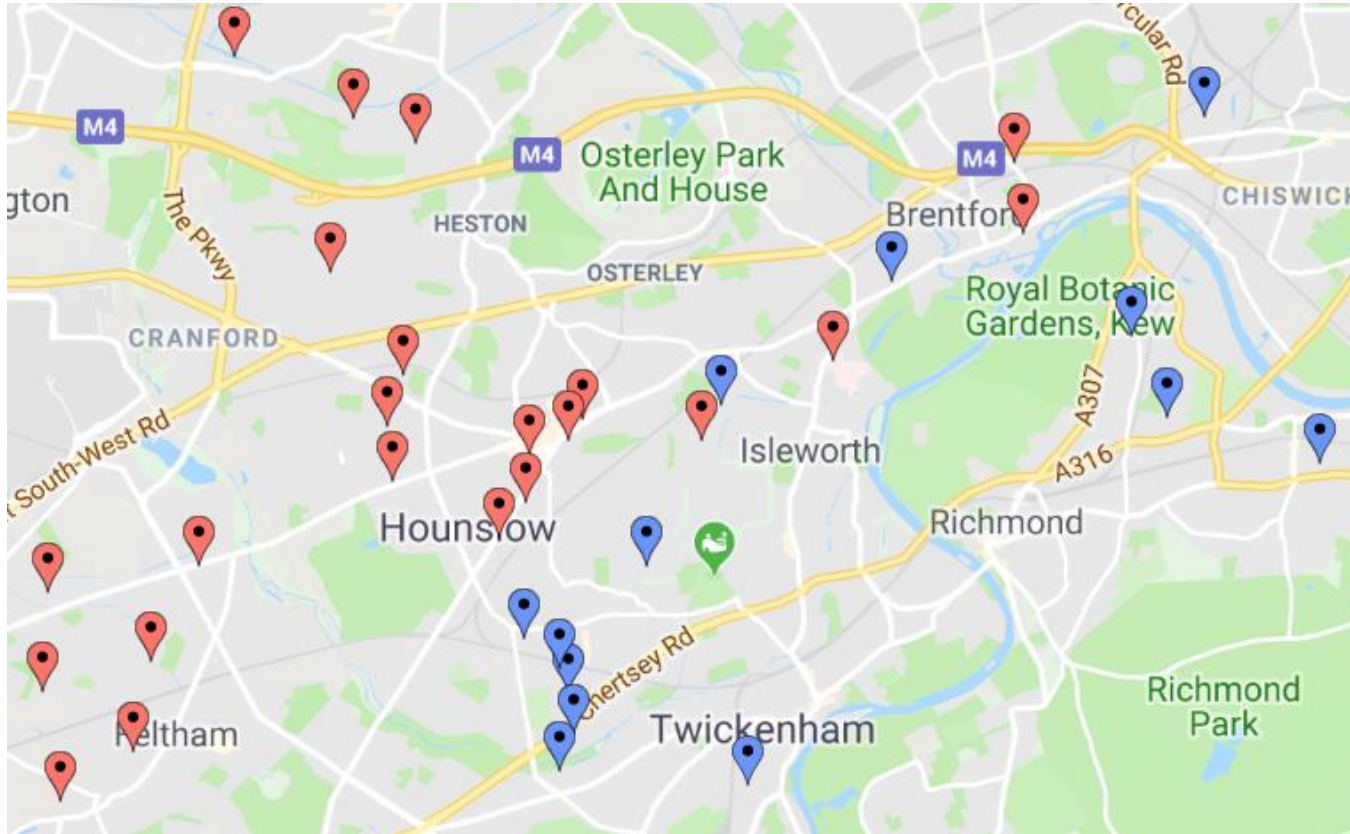 rcular Rd
M4
M4
Osterley Park
And House
M4
CHISWICK
gton
The Pkwy
HESTON
Brentford
OSTERLEY
Royal Botanic
Gardens, Kew
CRANFORD
A307
t South-West Rd
Isleworth
A316
Hounslow
Richmond
Chertsey Rd
Richmond
Park
Feltham
Twickenham